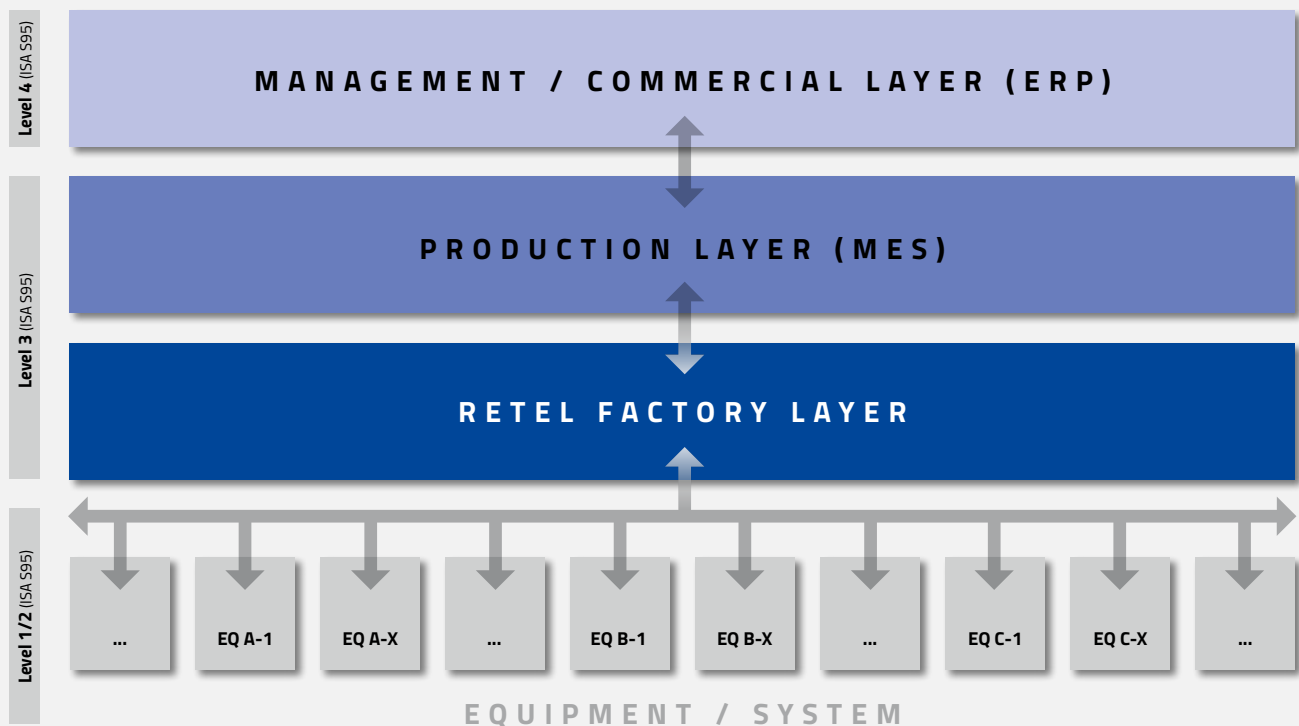 Level 4 (ISA S95)
MANAGEMENT / COMMERCIAL LAYER (ERP)
Level 3 (ISA S95)
PRODUCTION LAYER (MES)
RETEL FACTORY LAYER
Level 1/2 (ISA S95)
... EQ A-1 EQ A-X ... EQ B-1 EQ B-X ... EQ C-1 EQ C-X ...
EQUIPMENT / SYSTEM